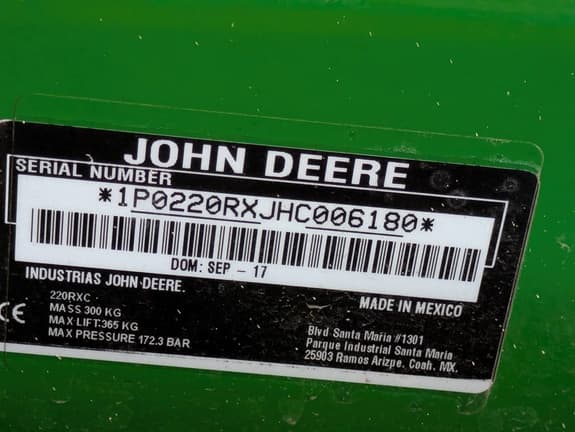 JOHN DEERE
SERIAL NUMBER
*1P0220RXJHC006180*
DOM: SEP - 17
INDUSTRIAS JOHN DEERE.
MADE IN MEXICO
220RXC
MASS 300 KG
MAX LIFT:365 KG
MAX PRESSURE 172.3 BAR
CE
Blvd Santa Maria #1301
Parque Industrial Santa Maria
25903 Ramos Arizpe, Coah. MX.